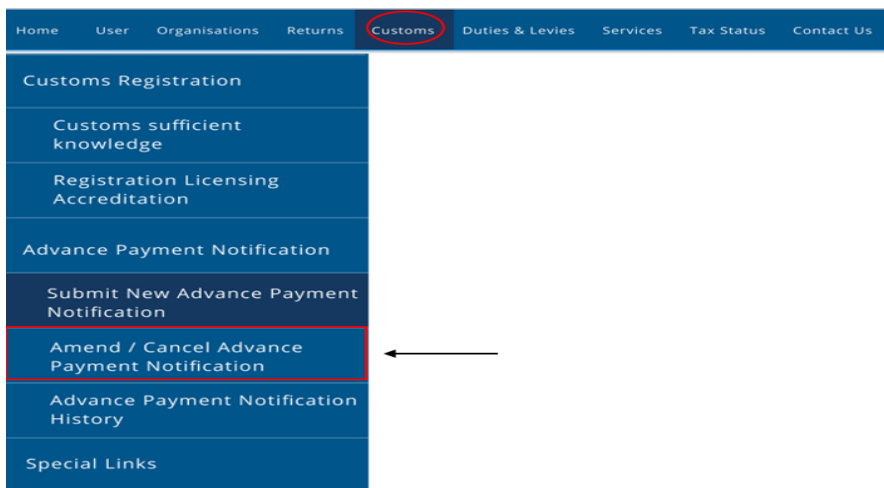 Home User Organisations Returns Customs Duties & Levies Services Tax Status Contact Us
Customs Registration
Customs sufficient
knowledge
Registration Licensing
Accreditation
Advance Payment Notification
Submit New Advance Payment
Notification
Amend / Cancel Advance
Payment Notification
Advance Payment Notification
History
Special Links